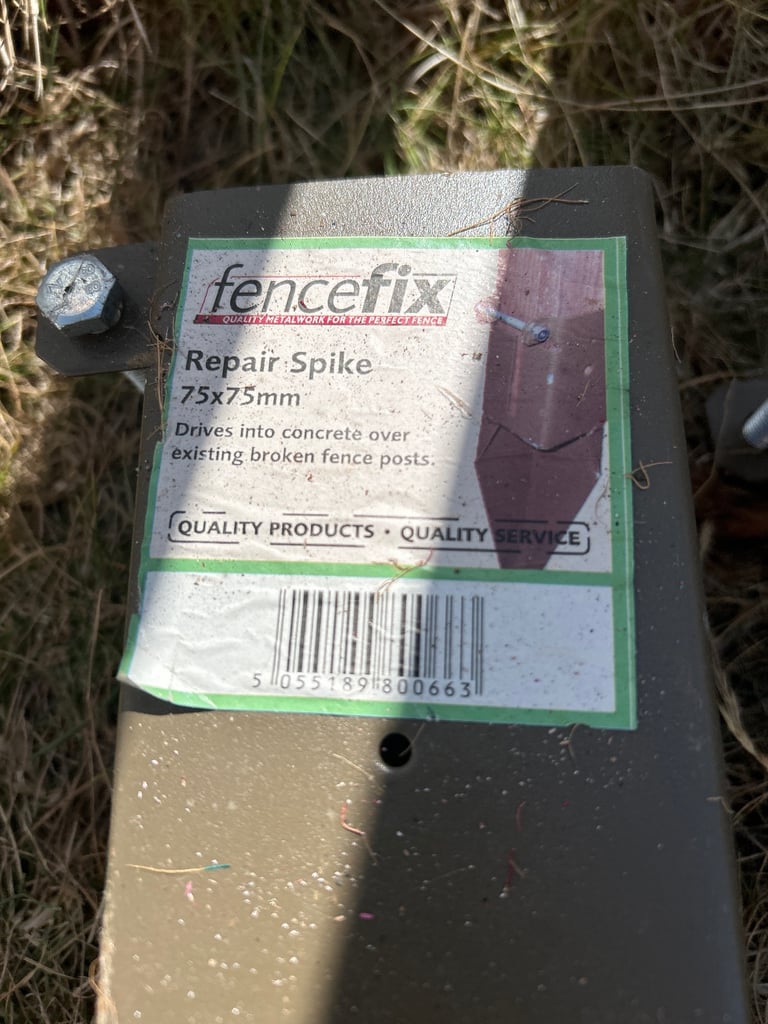 fencefix
QUALITY METALWORK FOR THE PERFECT FENCE
Repair Spike
75x75mm
Drives into concrete over
existing broken fence posts.
QUALITY PRODUCTS • QUALITY SERVICE
5 055189 800663